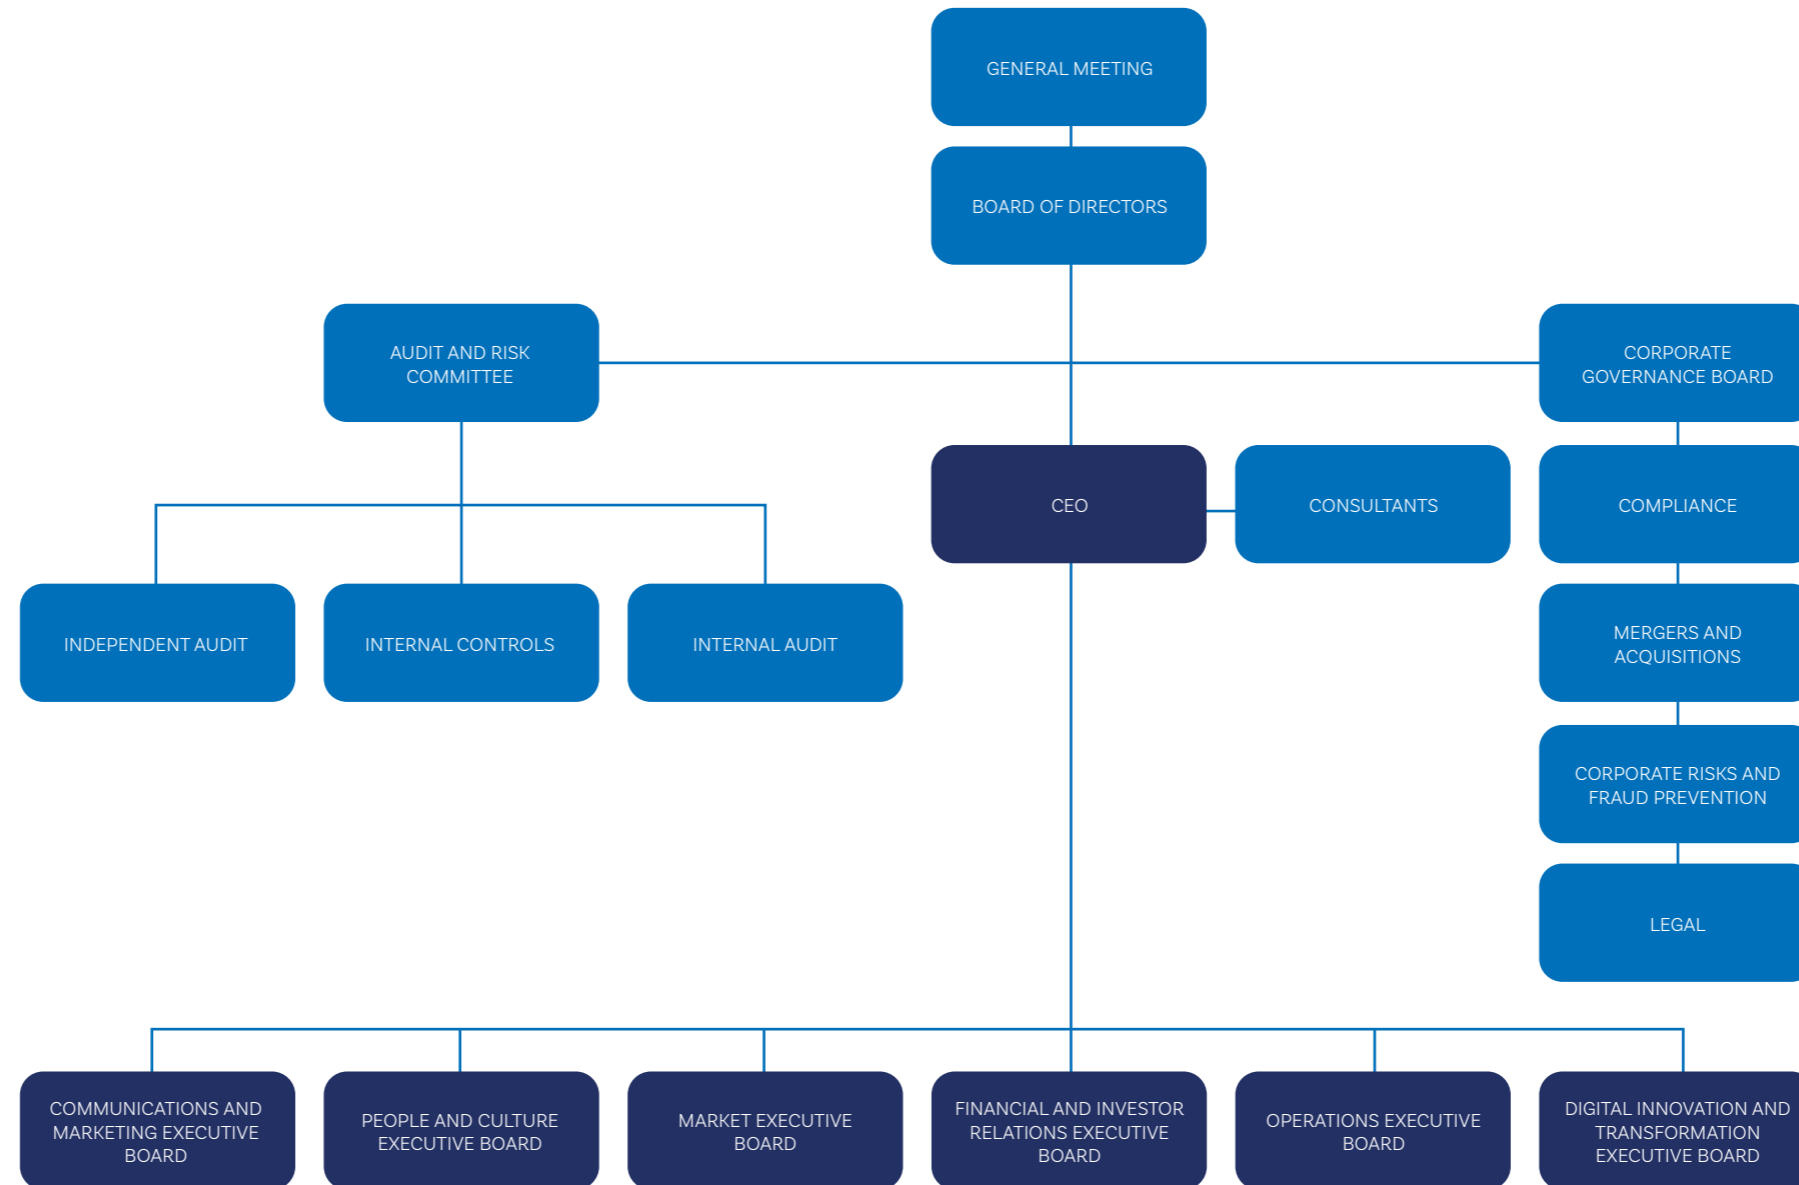 GENERAL MEETING
BOARD OF DIRECTORS
AUDIT AND RISK
COMMITTEE
CORPORATE
GOVERNANCE BOARD
CEO
CONSULTANTS
COMPLIANCE
INDEPENDENT AUDIT
INTERNAL CONTROLS
INTERNAL AUDIT
MERGERS AND
ACQUISITIONS
CORPORATE RISKS AND
FRAUD PREVENTION
LEGAL
COMMUNICATIONS AND
MARKETING EXECUTIVE
BOARD
PEOPLE AND CULTURE
EXECUTIVE BOARD
MARKET EXECUTIVE
BOARD
FINANCIAL AND INVESTOR
RELATIONS EXECUTIVE
BOARD
OPERATIONS EXECUTIVE
BOARD
DIGITAL INNOVATION AND
TRANSFORMATION
EXECUTIVE BOARD